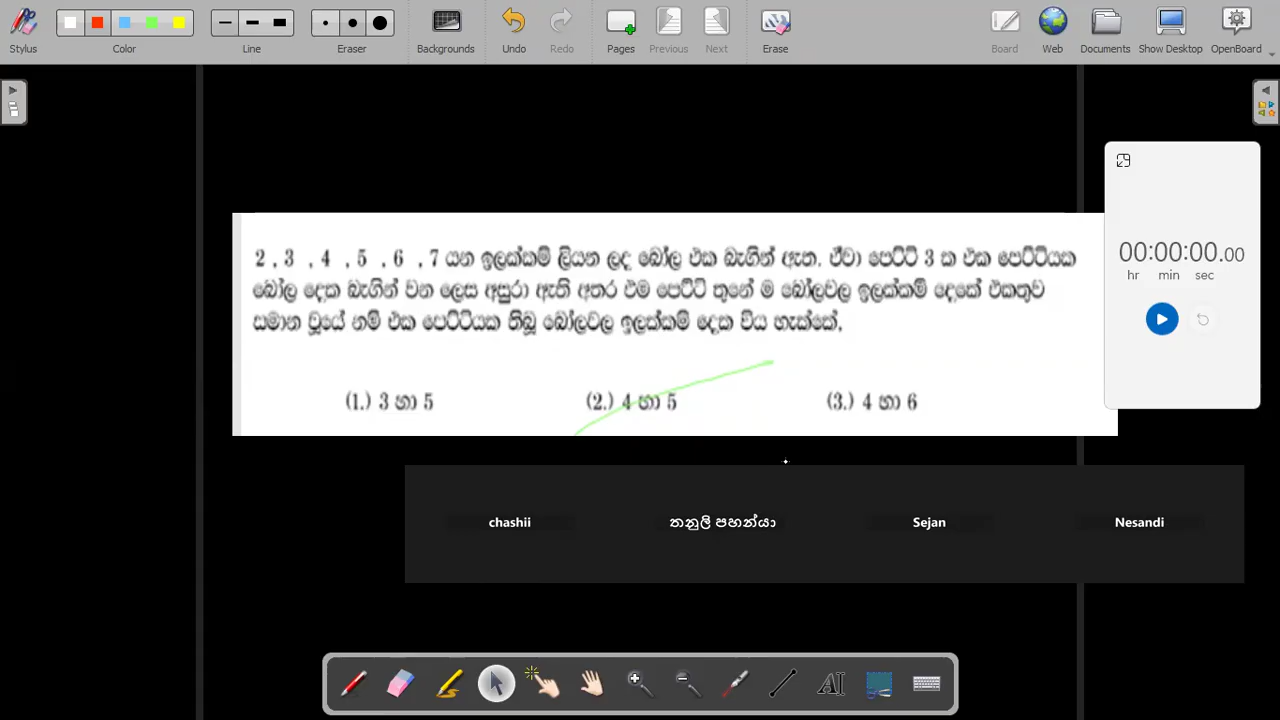 Stylus
Color
Line
Eraser
Backgrounds
Undo
Redo
Pages
Previous
Next
Erase
Board
Web
Documents
Show Desktop
OpenBoard
00:00:00.00
hr min sec
2 , 3 , 4 , 5 , 6 , 7 යන ඉලක්කම් ලියන ලද බෝල එක බැගින් ඇත. ඒවා පෙට්ටි 3 ක එක පෙට්ටියක
බෝල දෙක බැගින් වන ලෙස අසුරා ඇති අතර එම පෙට්ටි තුනේ ම බෝලවල ඉලක්කම් දෙකේ එකතුව
සමාන වූයේ නම් එක පෙට්ටියක තිබූ බෝලවල ඉලක්කම් දෙක විය හැක්කේ,
(1.) 3 හා 5
(2.) 4 හා 5
(3.) 4 හා 6
chashii
තනුලි පහන්යා
Sejan
Nesandi
AI